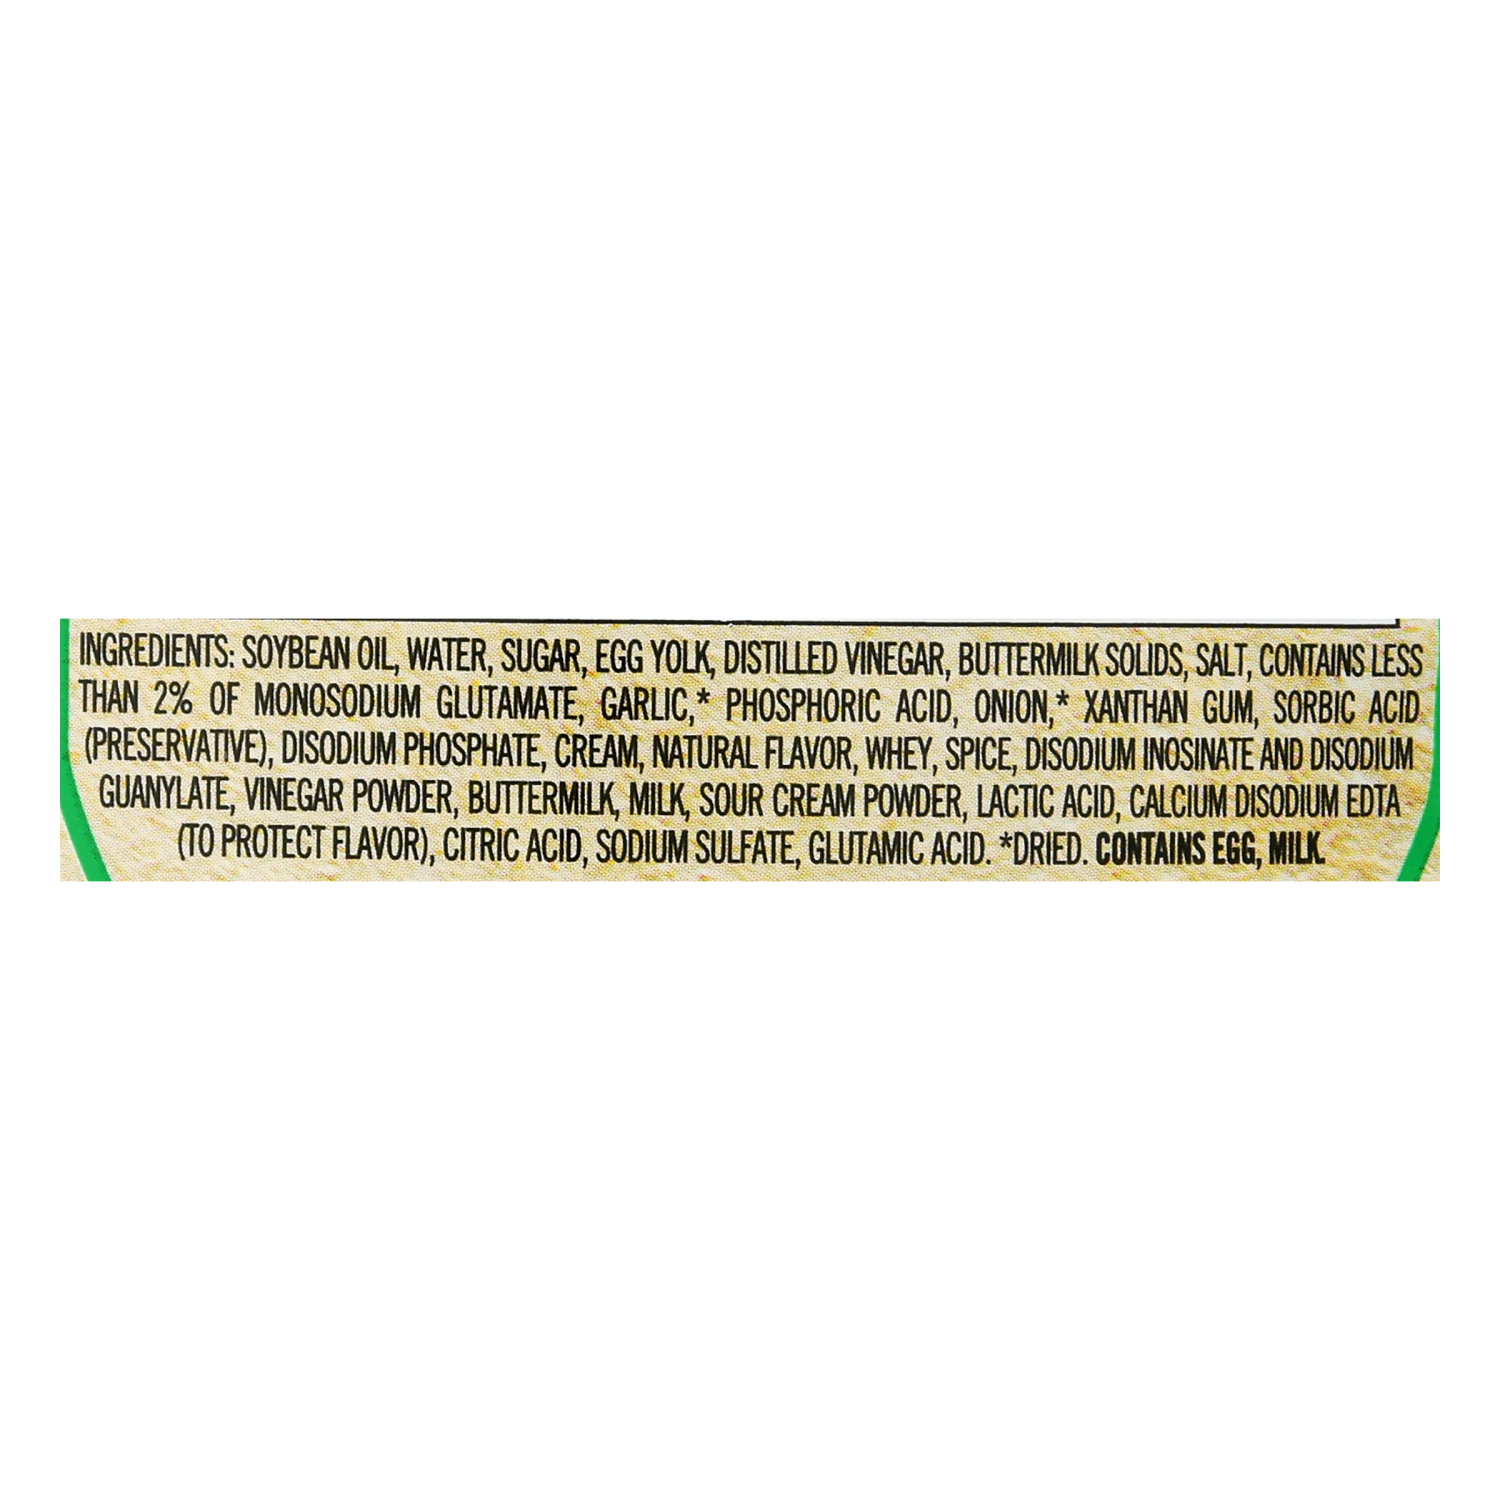 INGREDIENTS: SOYBEAN OIL, WATER, SUGAR, EGG YOLK, DISTILLED VINEGAR, BUTTERMILK SOLIDS, SALT, CONTAINS LESS
THAN 2% OF MONOSODIUM GLUTAMATE, GARLIC,* PHOSPHORIC ACID, ONION,* XANTHAN GUM, SORBIC ACID
(PRESERVATIVE), DISODIUM PHOSPHATE, CREAM, NATURAL FLAVOR, WHEY, SPICE, DISODIUM INOSINATE AND DISODIUM
GUANYLATE, VINEGAR POWDER, BUTTERMILK, MILK, SOUR CREAM POWDER, LACTIC ACID, CALCIUM DISODIUM EDTA
(TO PROTECT FLAVOR), CITRIC ACID, SODIUM SULFATE, GLUTAMIC ACID. *DRIED. CONTAINS EGG, MILK.